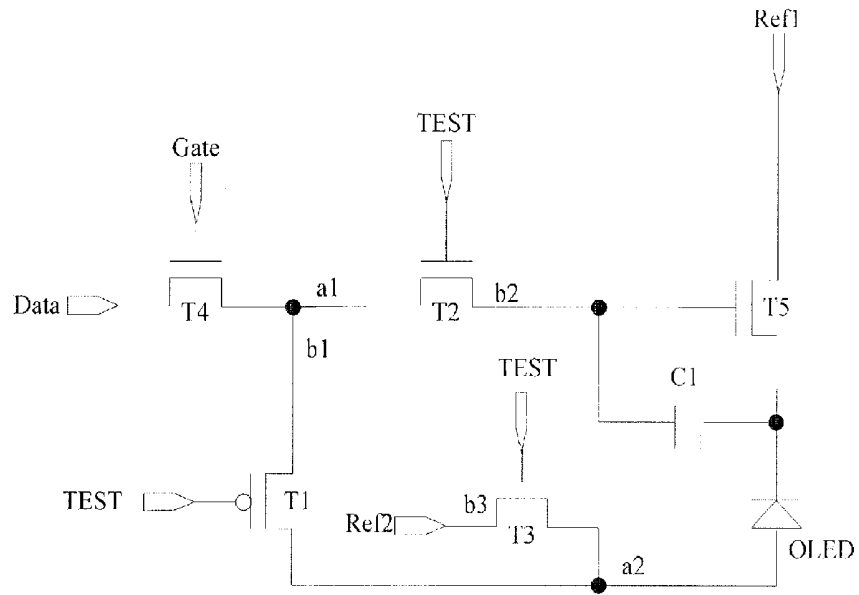 Ref1
TEST
Gate
Data
T4
a1
T2
b2
T5
b1
TEST
C1
TEST
T1
Ref2
b3
T3
a2
OLED